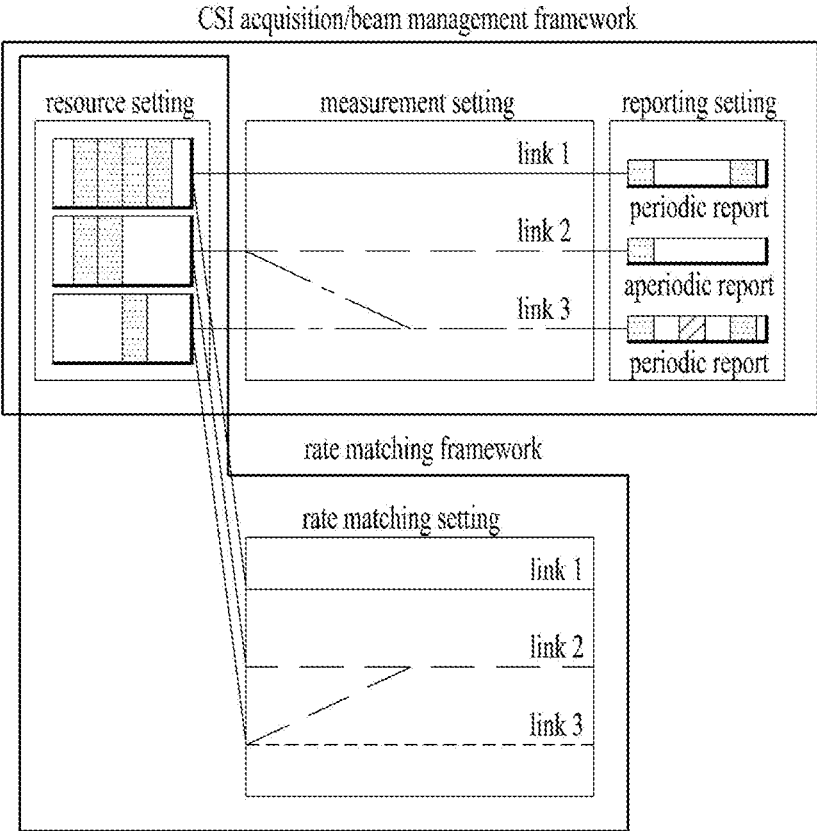 CSI acquisition/beam management framework
resource setting
measurement setting
reporting setting
link 1
periodic report
link 2
aperiodic report
link 3
periodic report
rate matching framework
rate matching setting
link 1
link 2
link 3